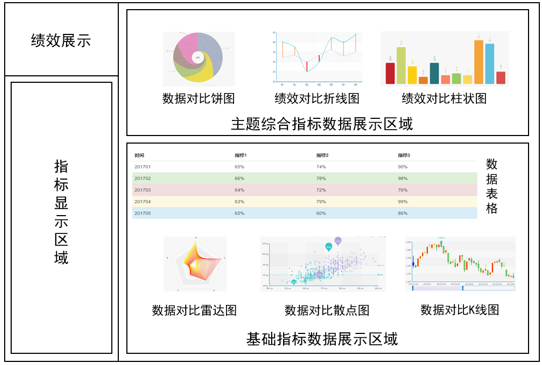 绩效展示
指标显示区域
数据对比饼图
绩效对比折线图
绩效对比柱状图
主题综合指标数据展示区域
时间 指标1 指标2 指标3
201701 65% 74% 90%
201702 66% 78% 98%
201703 64% 72% 76%
201704 63% 79% 99%
201705 65% 60% 86%
数据表格
数据对比雷达图
数据对比散点图
数据对比K线图
基础指标数据展示区域